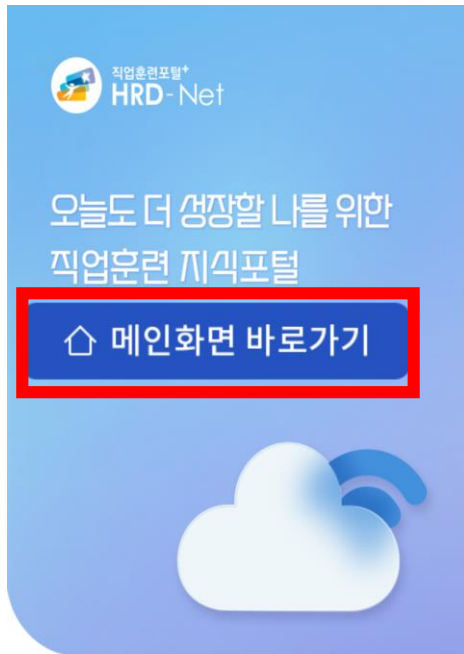 직업훈련포털+
HRD-Net
오늘도 더 성장할 나를 위한
직업훈련 지식포털
메인화면 바로가기